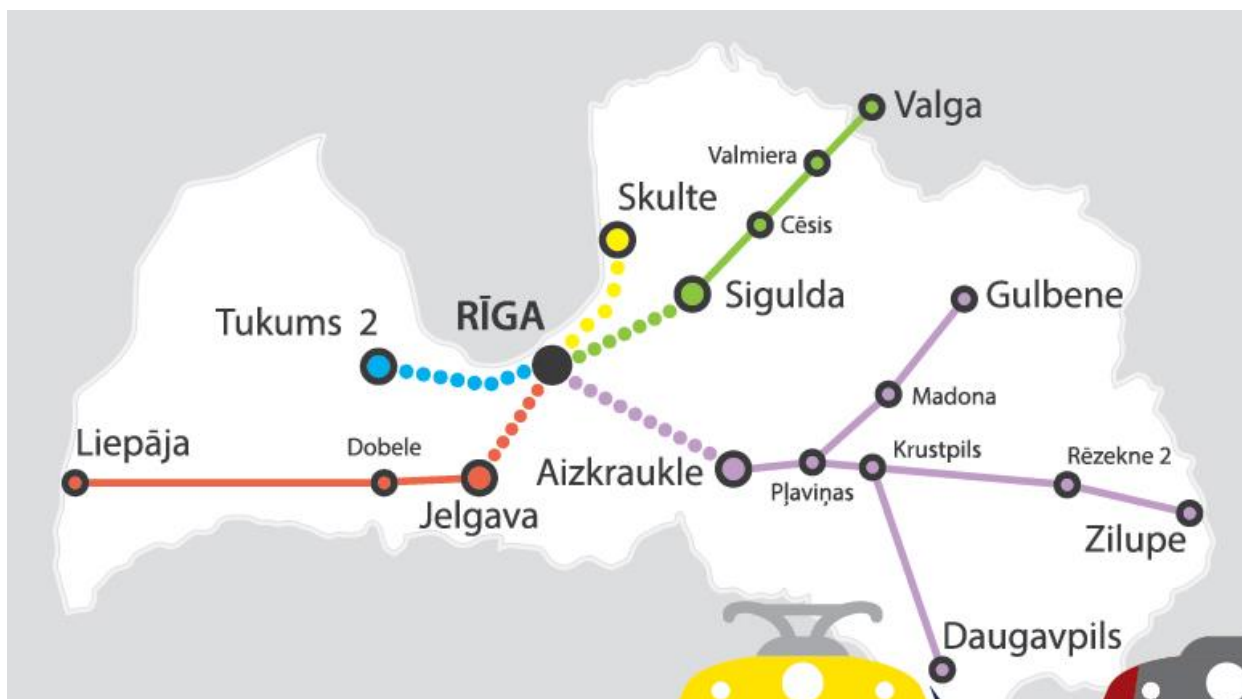 Valga
Valmiera
Skulte
Cēsis
Sigulda
Gulbene
RĪGA
Tukums 2
Madona
Liepāja
Dobele
Krustpils
Rēzekne 2
Aizkraukle
Pļaviņas
Jelgava
Zilupe
Daugavpils